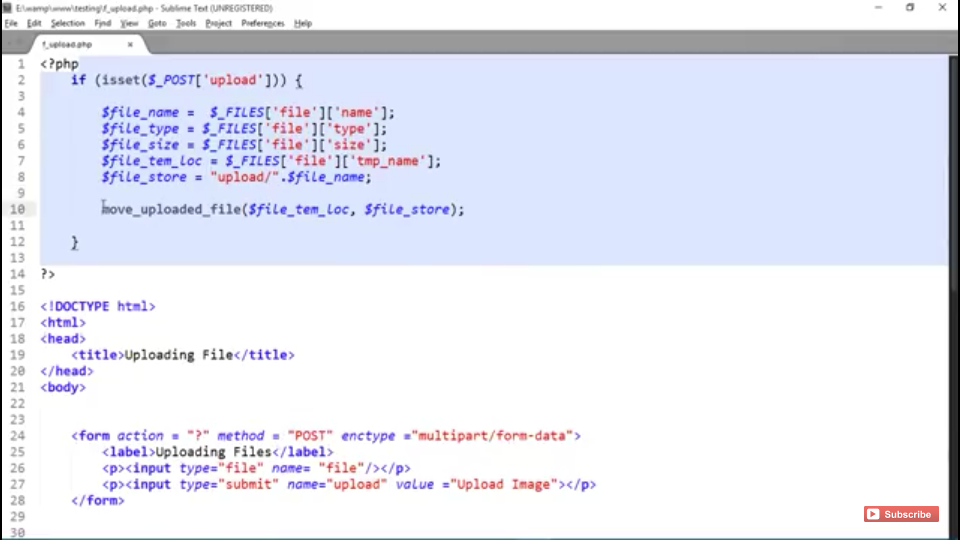 E:\wamp\www\testing\f_upload.php - Sublime Text (UNREGISTERED)
File Edit Selection Find View Goto Tools Project Preferences Help
f_upload.php ×
1 <?php
2 if (isset($_POST['upload'])) {
3
4 $file_name = $_FILES['file']['name'];
5 $file_type = $_FILES['file']['type'];
6 $file_size = $_FILES['file']['size'];
7 $file_tem_loc = $_FILES['file']['tmp_name'];
8 $file_store = "upload/".$file_name;
9
10 move_uploaded_file($file_tem_loc, $file_store);
11
12 }
13
14 ?>
15
16 <!DOCTYPE html>
17 <html>
18 <head>
19 <title>Uploading File</title>
20 </head>
21 <body>
22
23
24 <form action = "?" method = "POST" enctype ="multipart/form-data">
25 <label>Uploading Files</label>
26 <p><input type="file" name= "file"/></p>
27 <p><input type="submit" name="upload" value ="Upload Image"></p>
28 </form>
29
30
Subscribe